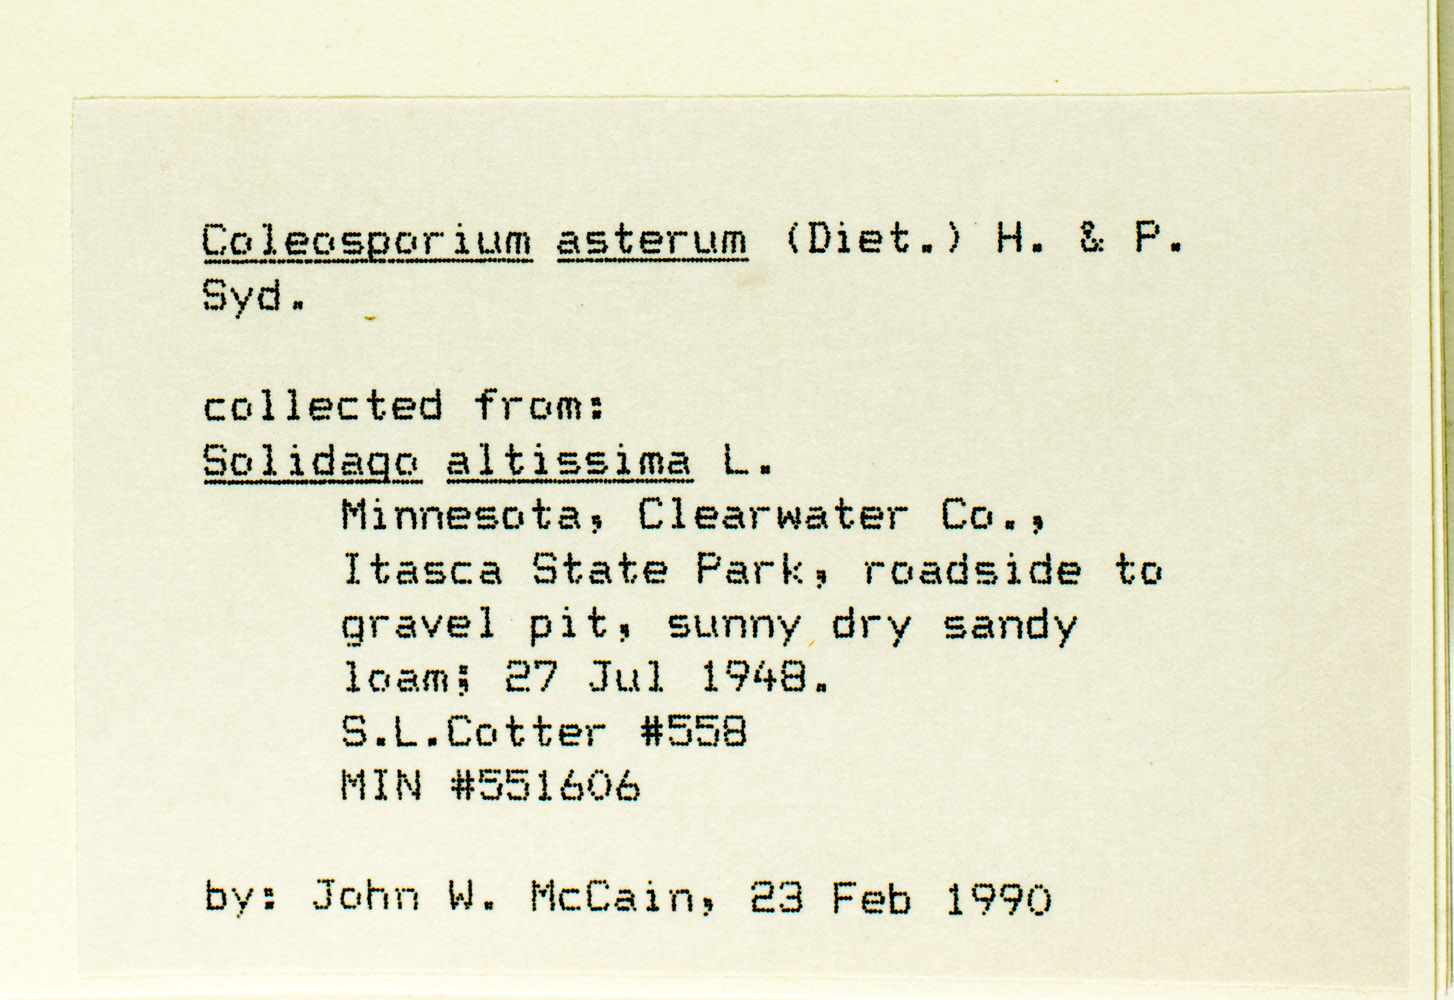 Coleosporium asterum (Diet.) H. & P.
Syd.
collected from:
Solidago altissima L.
Minnesota, Clearwater Co.,
Itasca State Park, roadside to
gravel pit, sunny dry sandy
loam; 27 Jul 1948.
S.L.Cotter #558
MIN #551606
by: John W. McCain, 23 Feb 1990